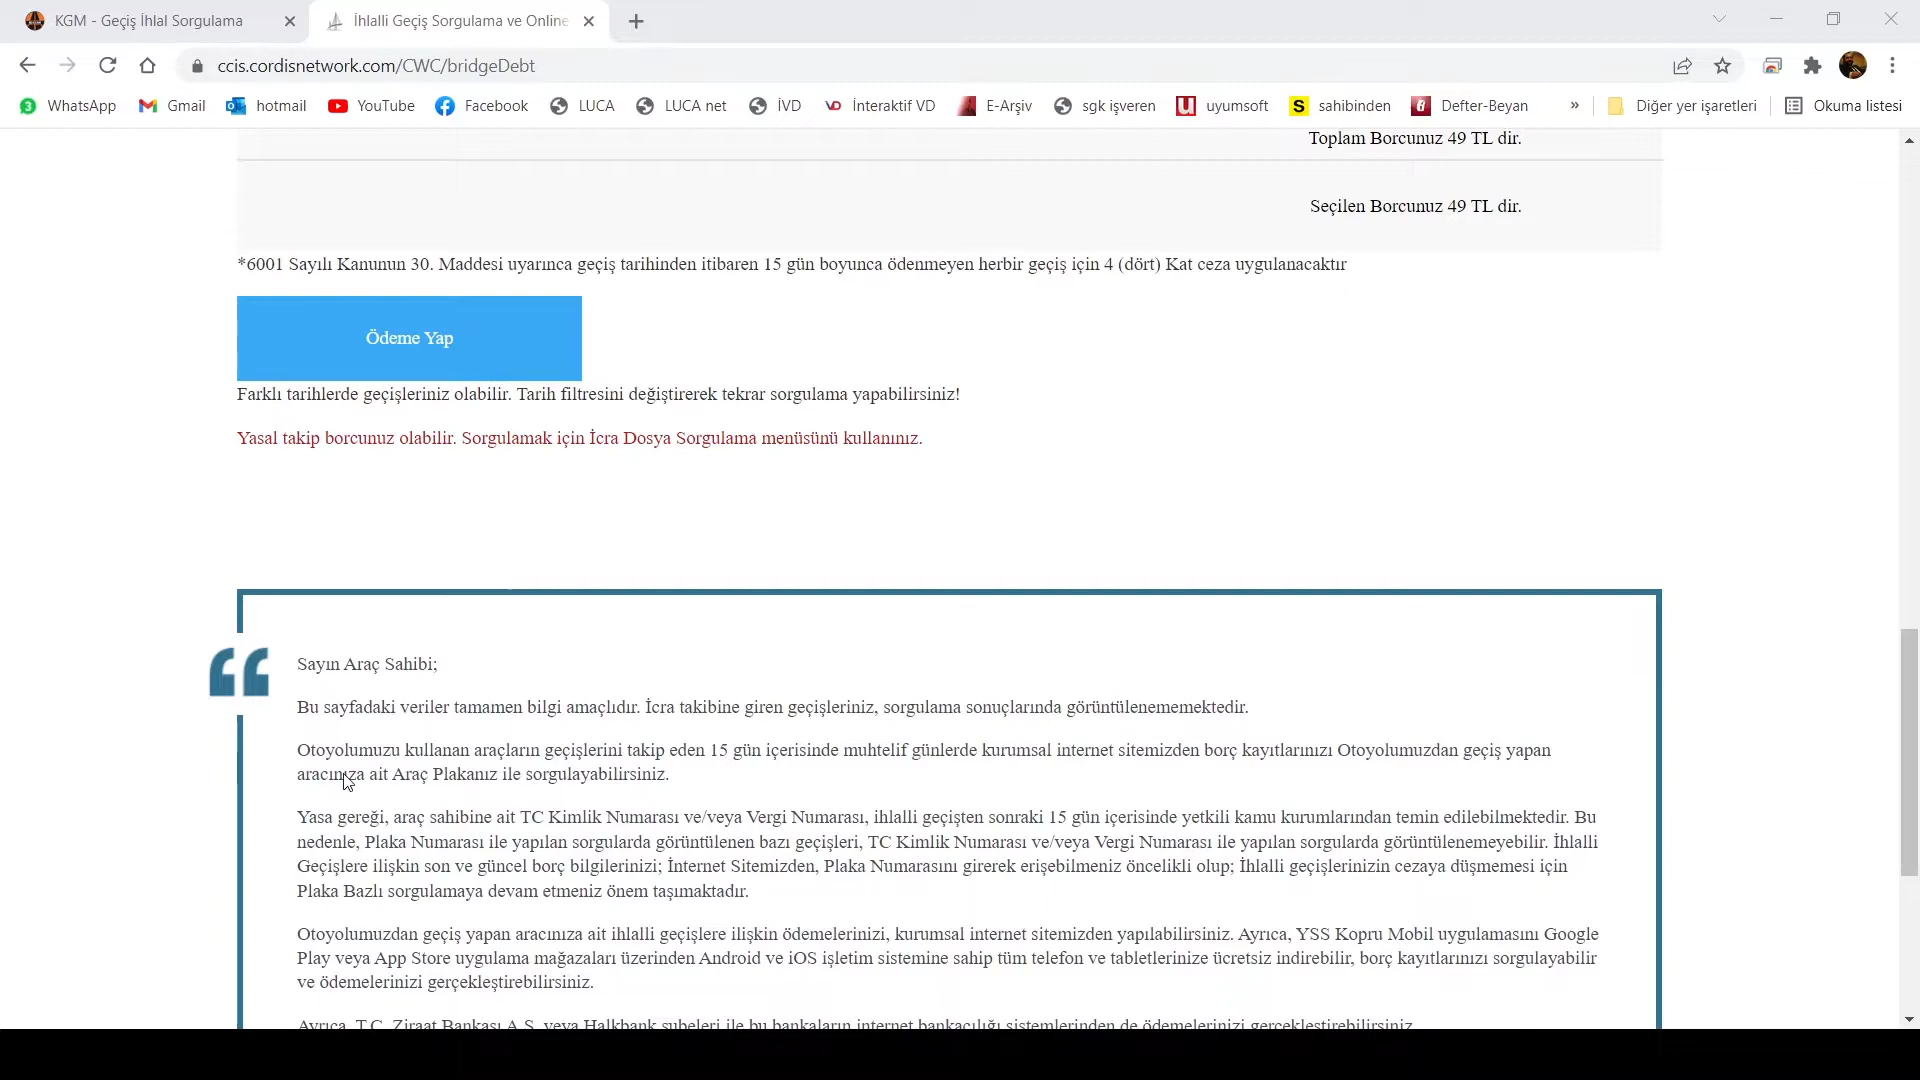 KGM - Geçiş İhlal Sorgulama
İhlalli Geçiş Sorgulama ve Online
ccis.cordisnetwork.com/CWC/bridgeDebt
WhatsApp
Gmail
hotmail
YouTube
Facebook
LUCA
LUCA net
İVD
İnteraktif VD
E-Arşiv
sgk işveren
uyumsoft
sahibinden
Defter-Beyan
»
Diğer yer işaretleri
Okuma listesi
Toplam Borcunuz 49 TL dir.
Seçilen Borcunuz 49 TL dir.
*6001 Sayılı Kanunun 30. Maddesi uyarınca geçiş tarihinden itibaren 15 gün boyunca ödenmeyen herbir geçiş için 4 (dört) Kat ceza uygulanacaktır
Ödeme Yap
Farklı tarihlerde geçişleriniz olabilir. Tarih filtresini değiştirerek tekrar sorgulama yapabilirsiniz!
Yasal takip borcunuz olabilir. Sorgulamak için İcra Dosya Sorgulama menüsünü kullanınız.
Sayın Araç Sahibi;
Bu sayfadaki veriler tamamen bilgi amaçlıdır. İcra takibine giren geçişleriniz, sorgulama sonuçlarında görüntülenememektedir.
Otoyolumuzu kullanan araçların geçişlerini takip eden 15 gün içerisinde muhtelif günlerde kurumsal internet sitemizden borç kayıtlarınızı Otoyolumuzdan geçiş yapan
aracınıza ait Araç Plakanız ile sorgulayabilirsiniz.
Yasa gereği, araç sahibine ait TC Kimlik Numarası ve/veya Vergi Numarası, ihlalli geçişten sonraki 15 gün içerisinde yetkili kamu kurumlarından temin edilebilmektedir. Bu
nedenle, Plaka Numarası ile yapılan sorgularda görüntülenen bazı geçişleri, TC Kimlik Numarası ve/veya Vergi Numarası ile yapılan sorgularda görüntülenemeyebilir. İhlalli
Geçişlere ilişkin son ve güncel borç bilgilerinizi; İnternet Sitemizden, Plaka Numarasını girerek erişebilmeniz öncelikli olup; İhlalli geçişlerinizin cezaya düşmemesi için
Plaka Bazlı sorgulamaya devam etmeniz önem taşımaktadır.
Otoyolumuzdan geçiş yapan aracınıza ait ihlalli geçişlere ilişkin ödemelerinizi, kurumsal internet sitemizden yapılabilirsiniz. Ayrıca, YSS Kopru Mobil uygulamasını Google
Play veya App Store uygulama mağazaları üzerinden Android ve iOS işletim sistemine sahip tüm telefon ve tabletlerinize ücretsiz indirebilir, borç kayıtlarınızı sorgulayabilir
ve ödemelerinizi gerçekleştirebilirsiniz.
Ayrıca, T.C. Ziraat Bankası A.Ş. veya Halkbank şubeleri ile bu bankaların internet bankacılığı sistemlerinden de ödemelerinizi gerçekleştirebilirsiniz.